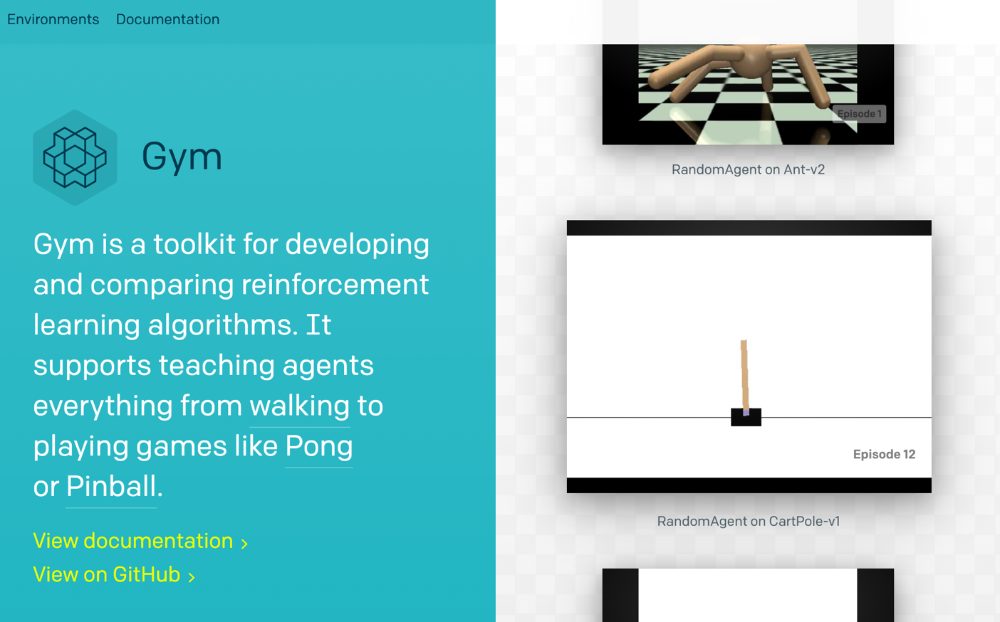 Environments Documentation
Gym
Gym is a toolkit for developing
and comparing reinforcement
learning algorithms. It
supports teaching agents
everything from walking to
playing games like Pong
or Pinball.
View documentation ›
View on GitHub ›
Episode 1
RandomAgent on Ant-v2
Episode 12
RandomAgent on CartPole-v1